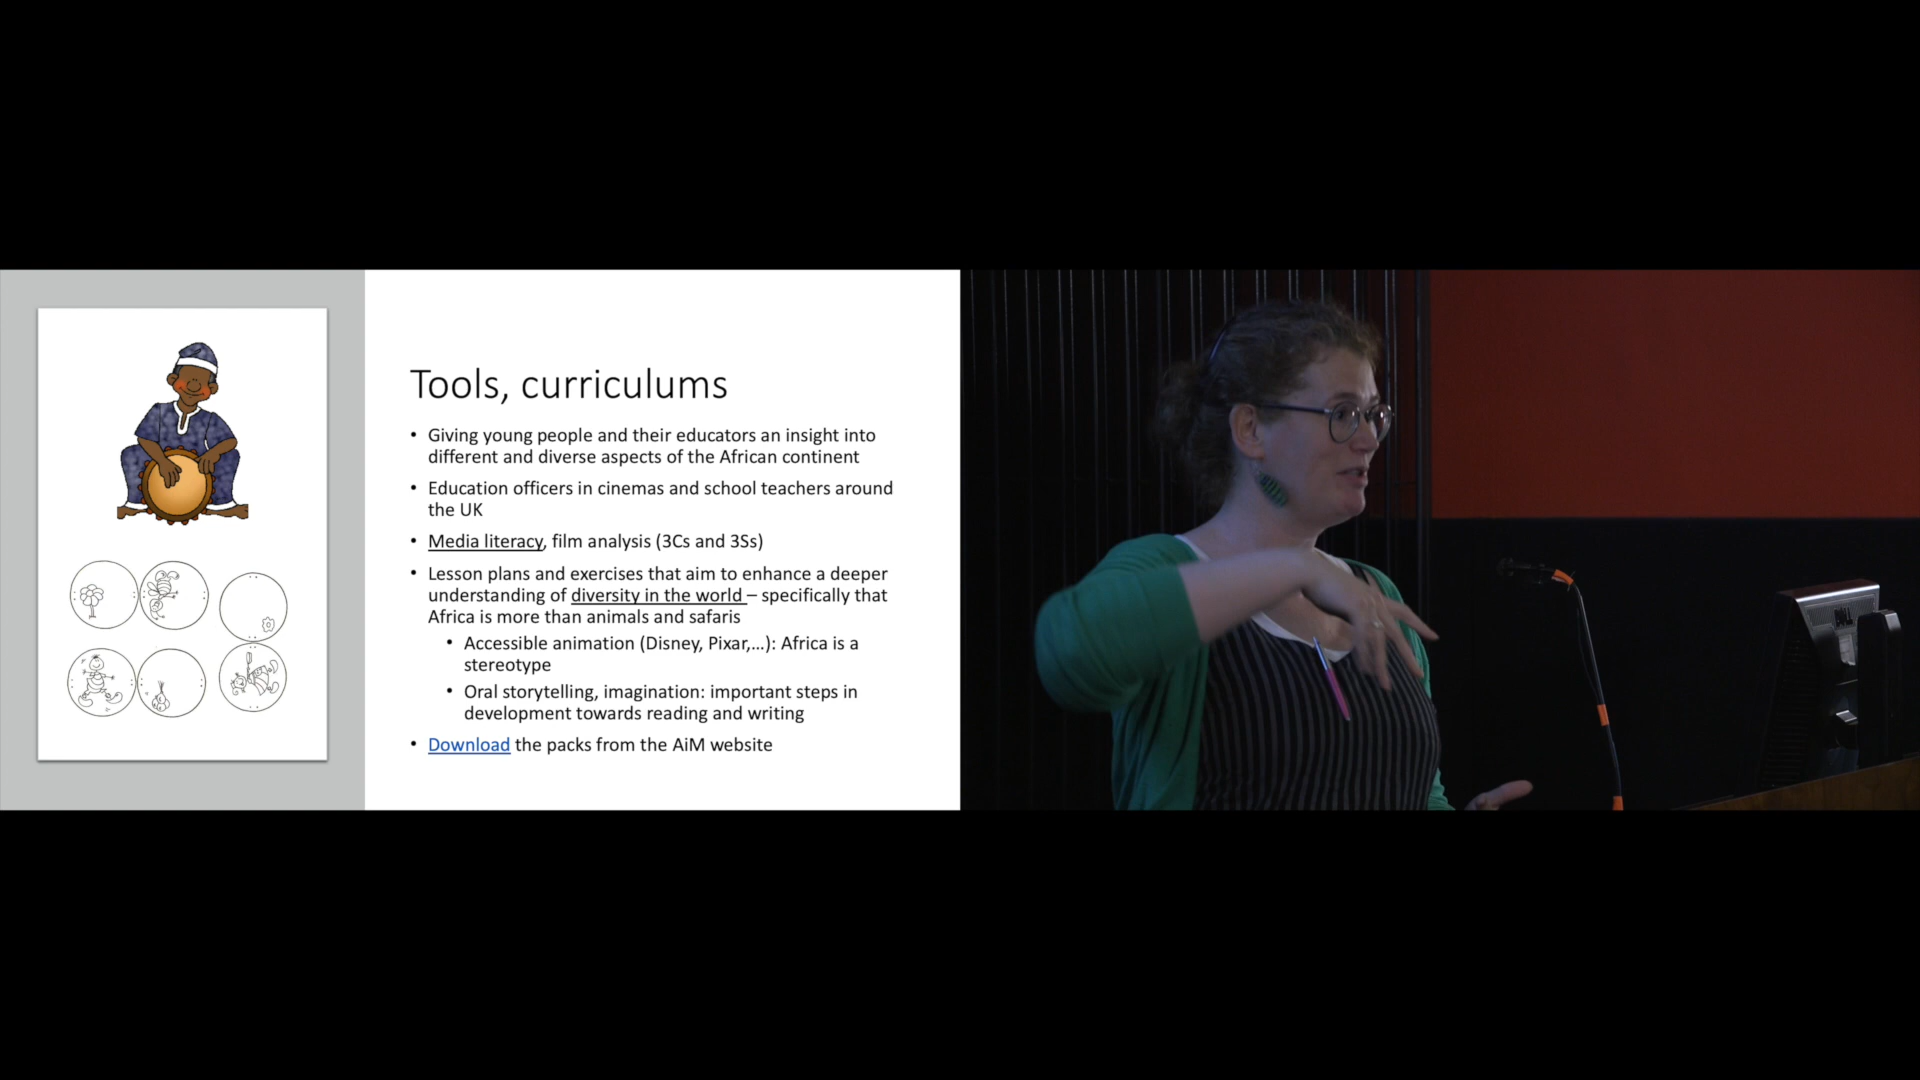 Tools, curriculums
• Giving young people and their educators an insight into
different and diverse aspects of the African continent
• Education officers in cinemas and school teachers around
the UK
• Media literacy, film analysis (3Cs and 3Ss)
• Lesson plans and exercises that aim to enhance a deeper
understanding of diversity in the world – specifically that
Africa is more than animals and safaris
• Accessible animation (Disney, Pixar,...): Africa is a
stereotype
• Oral storytelling, imagination: important steps in
development towards reading and writing
• Download the packs from the AiM website